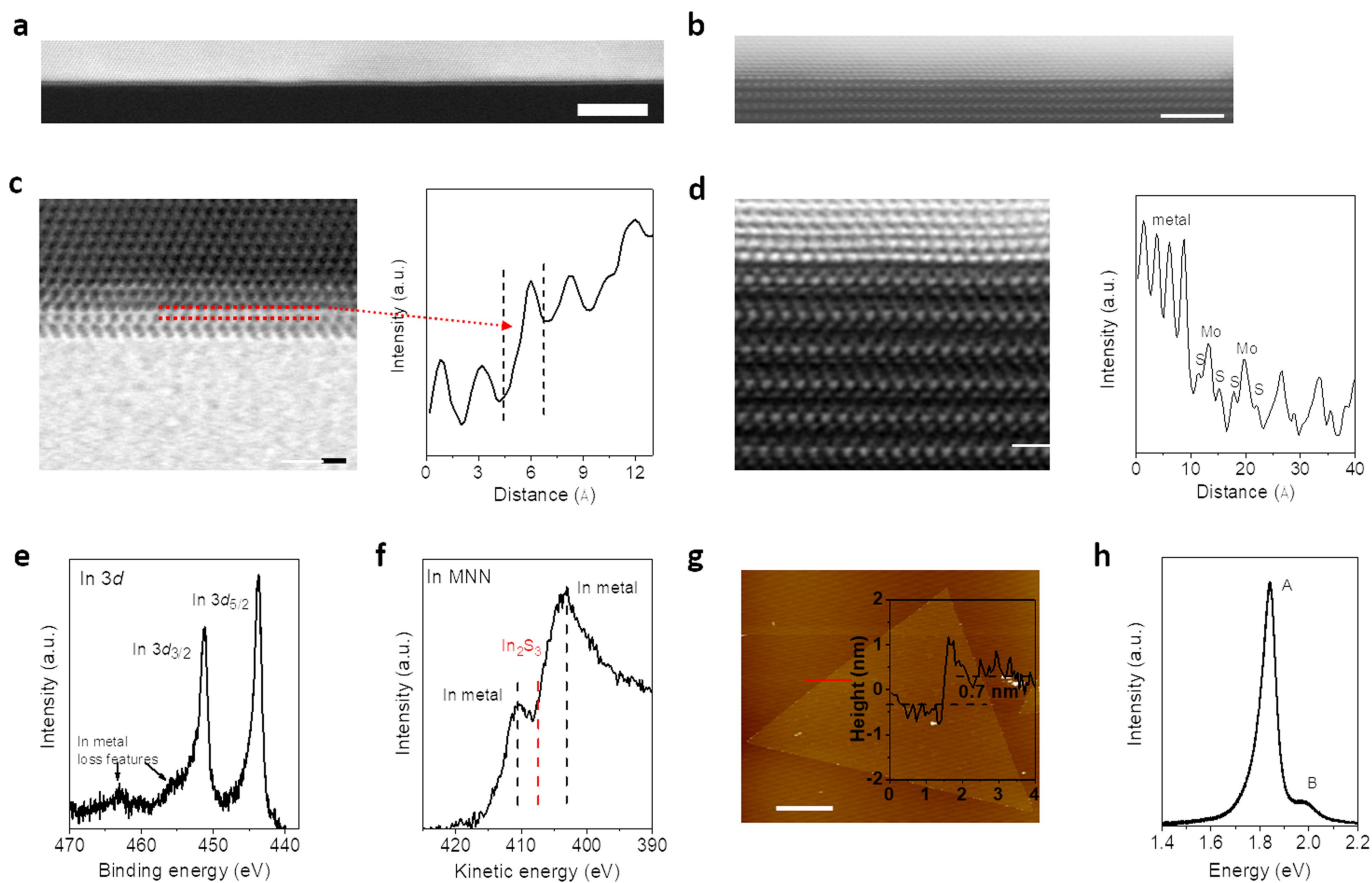 a
b
c
Intensity (a.u.)
0 3 6 9 12
Distance (Å)
d
metal
Mo
Mo
S
S
S
S
Intensity (a.u.)
0 10 20 30 40
Distance (Å)
e
In 3d
In 3d5/2
In 3d3/2
In metal
loss features
Intensity (a.u.)
470 460 450 440
Binding energy (eV)
f
In MNN
In metal
In2S3
In metal
Intensity (a.u.)
420 410 400 390
Kinetic energy (eV)
g
2
1
0
-1
-2
Height (nm)
0.7 nm
0 1 2 3 4
h
A
B
Intensity (a.u.)
1.4 1.6 1.8 2.0 2.2
Energy (eV)